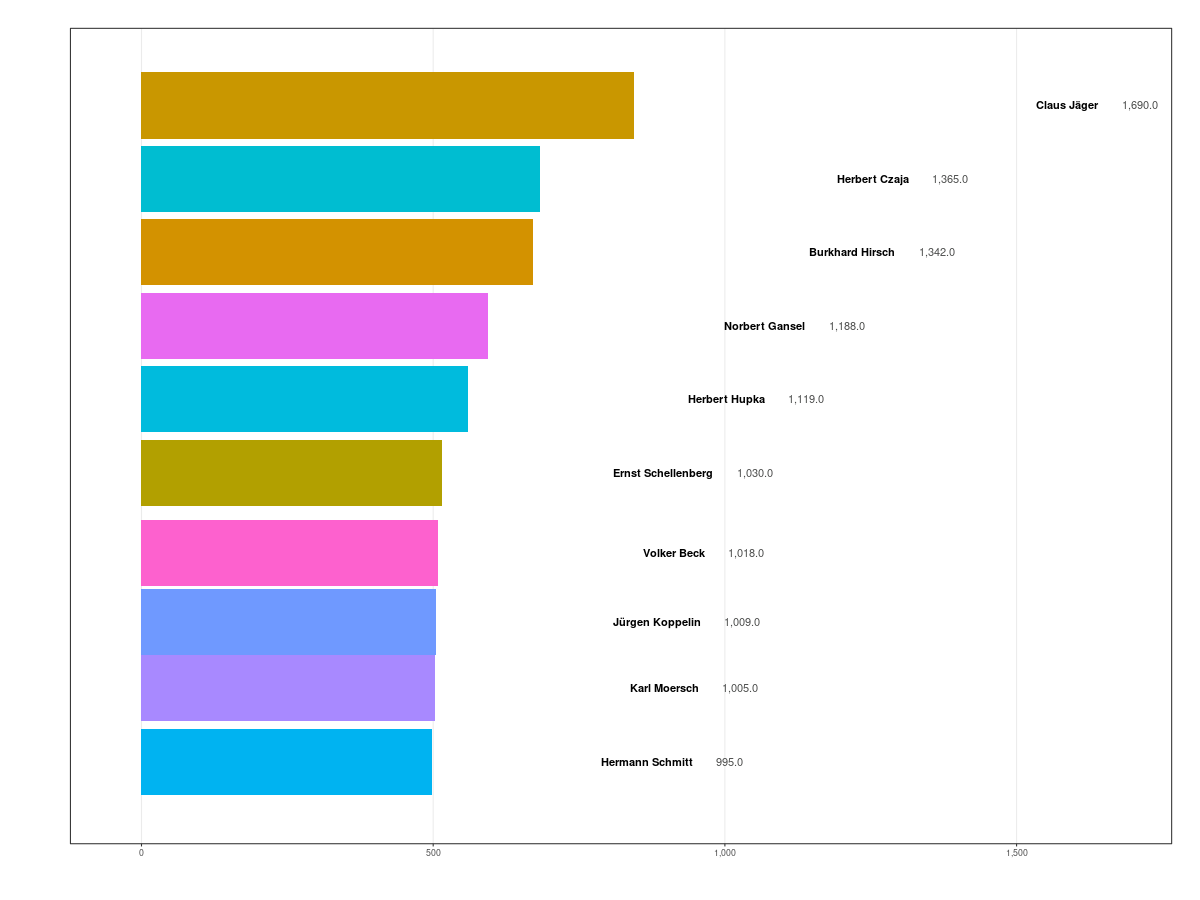 Claus Jäger 1,690.0
Herbert Czaja 1,365.0
Burkhard Hirsch 1,342.0
Norbert Gansel 1,188.0
Herbert Hupka 1,119.0
Ernst Schellenberg 1,030.0
Volker Beck 1,018.0
Jürgen Koppelin 1,009.0
Karl Moersch 1,005.0
Hermann Schmitt 995.0
0 500 1,000 1,500